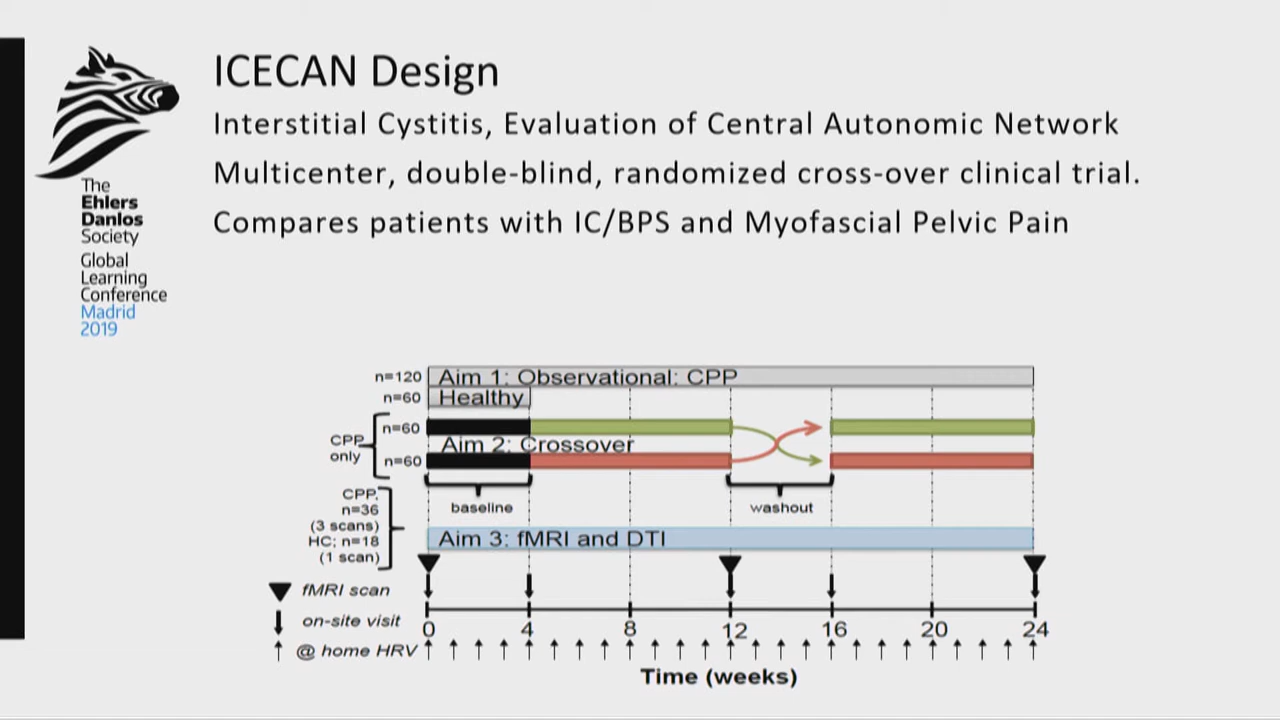 ICECAN Design
Interstitial Cystitis, Evaluation of Central Autonomic Network
Multicenter, double-blind, randomized cross-over clinical trial.
Compares patients with IC/BPS and Myofascial Pelvic Pain
The
Ehlers
Danlos
Society
Global
Learning
Conference
Madrid
2019
n=120
Aim 1: Observational: CPP
n=60
Healthy
CPP
only
n=60
Aim 2: Crossover
n=60
baseline
washout
CPP:
n=36
(3 scans)
HC; n=18
(1 scan)
Aim 3: fMRI and DTI
fMRI scan
on-site visit
@ home HRV
0 4 8 12 16 20 24
Time (weeks)